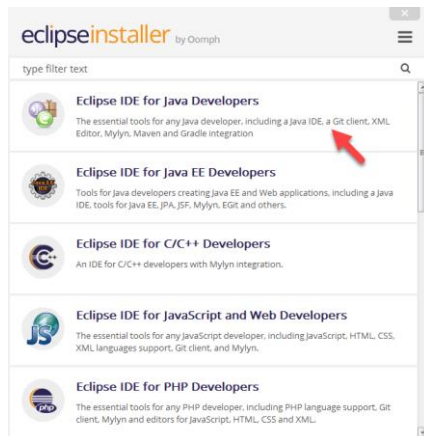 eclipseinstaller by Oomph
type filter text
Eclipse IDE for Java Developers
The essential tools for any Java developer, including a Java IDE, a Git client, XML
Editor, Mylyn, Maven and Gradle integration
Eclipse IDE for Java EE Developers
Tools for Java developers creating Java EE and Web applications, including a Java
IDE, tools for Java EE, JPA, JSF, Mylyn, EGit and others.
Eclipse IDE for C/C++ Developers
An IDE for C/C++ developers with Mylyn integration.
Eclipse IDE for JavaScript and Web Developers
The essential tools for any JavaScript developer, including JavaScript, HTML, CSS,
XML languages support, Git client, and Mylyn.
Eclipse IDE for PHP Developers
The essential tools for any PHP developer, including PHP language support, Git
client, Mylyn and editors for JavaScript, HTML, CSS and XML.